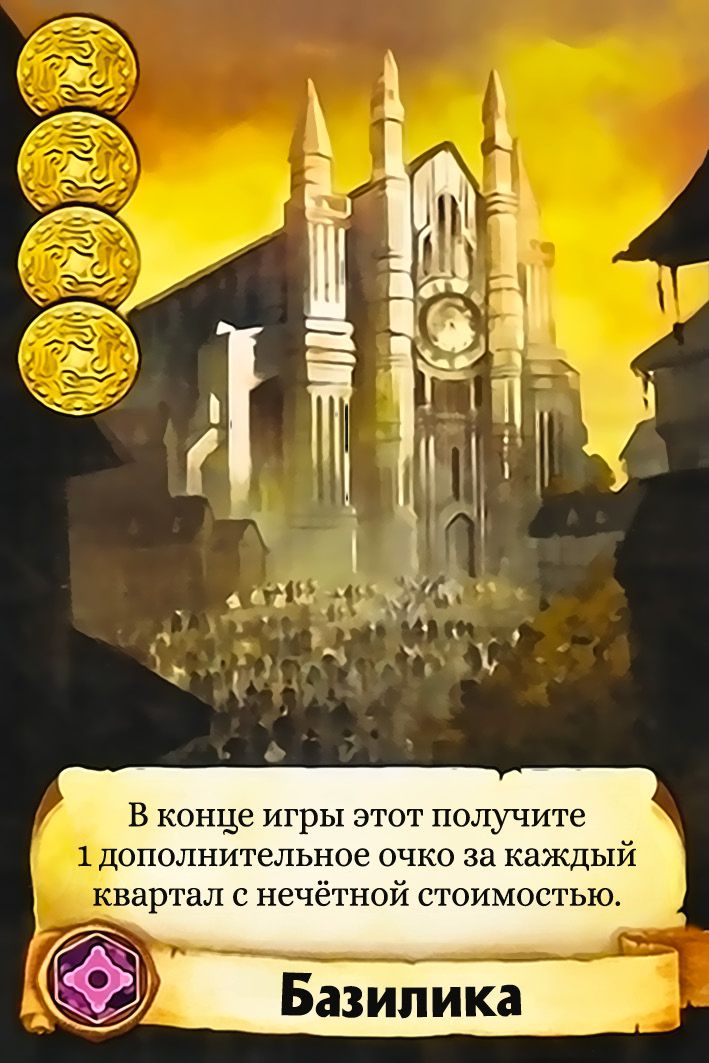 В конце игры этот получите
1 дополнительное очко за каждый
квартал с нечётной стоимостью.
Базилика